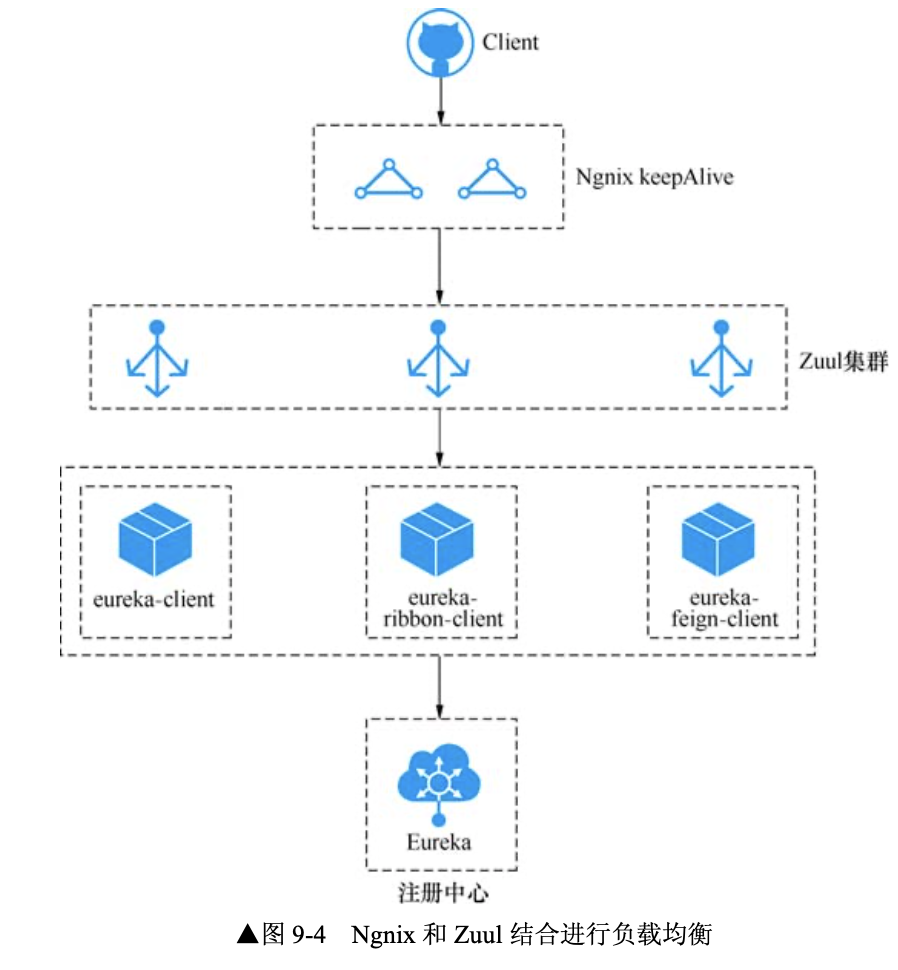 Client
Ngnix keepAlive
Zuul集群
eureka-client
eureka-
ribbon-client
eureka-
feign-client
Eureka
注册中心
▲图 9-4 Ngnix 和 Zuul 结合进行负载均衡